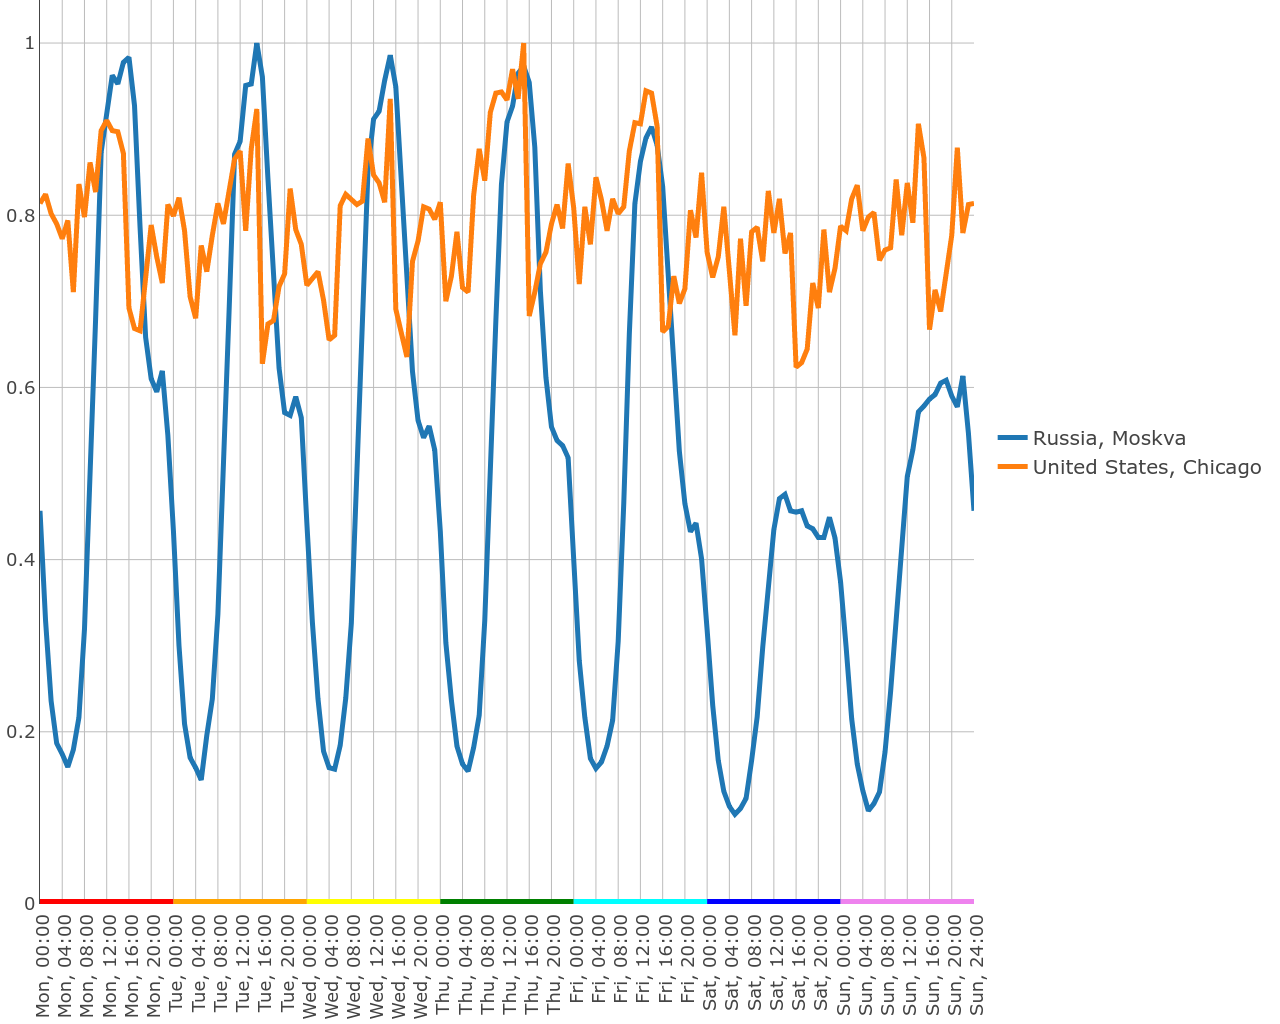 1
0.8
0.6
0.4
0.2
0
Mon, 00:00
Mon, 04:00
Mon, 08:00
Mon, 12:00
Mon, 16:00
Mon, 20:00
Tue, 00:00
Tue, 04:00
Tue, 08:00
Tue, 12:00
Tue, 16:00
Tue, 20:00
Wed, 00:00
Wed, 04:00
Wed, 08:00
Wed, 12:00
Wed, 16:00
Wed, 20:00
Thu, 00:00
Thu, 04:00
Thu, 08:00
Thu, 12:00
Thu, 16:00
Thu, 20:00
Fri, 00:00
Fri, 04:00
Fri, 08:00
Fri, 12:00
Fri, 16:00
Fri, 20:00
Sat, 00:00
Sat, 04:00
Sat, 08:00
Sat, 12:00
Sat, 16:00
Sat, 20:00
Sun, 00:00
Sun, 04:00
Sun, 08:00
Sun, 12:00
Sun, 16:00
Sun, 20:00
Sun, 24:00
Russia, Moskva
United States, Chicago